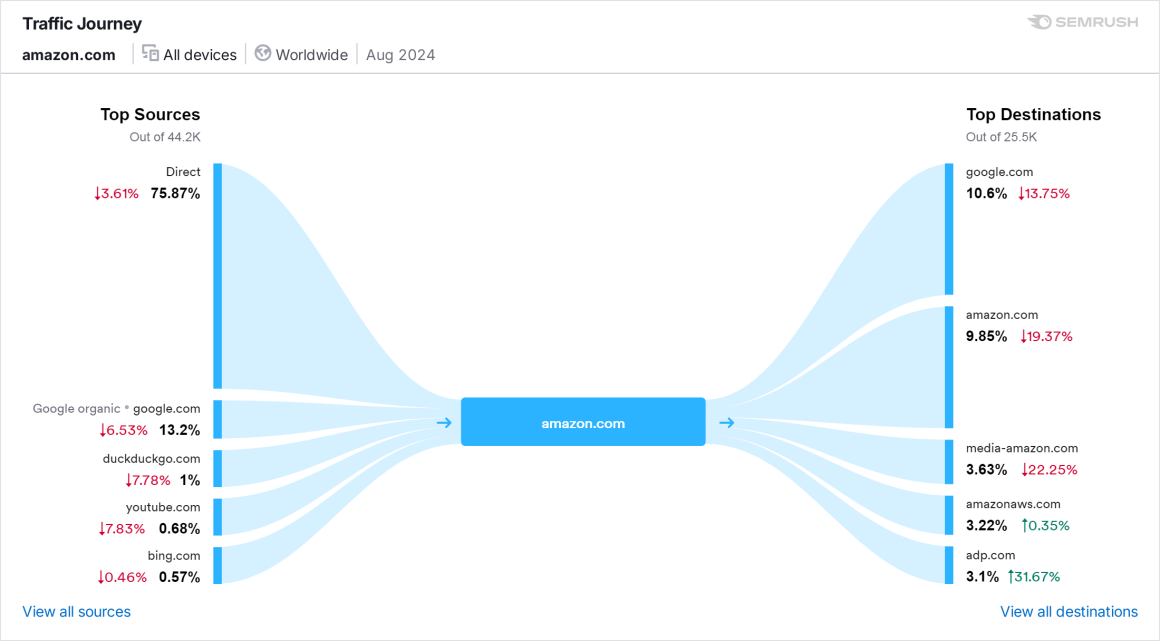 Traffic Journey
SEMRUSH
amazon.com All devices Worldwide Aug 2024
Top Sources
Out of 44.2K
Direct
↓3.61% 75.87%
Google organic • google.com
↓6.53% 13.2%
duckduckgo.com
↓7.78% 1%
youtube.com
↓7.83% 0.68%
bing.com
↓0.46% 0.57%
View all sources
→ amazon.com →
Top Destinations
Out of 25.5K
google.com
10.6% ↓13.75%
amazon.com
9.85% ↓19.37%
media-amazon.com
3.63% ↓22.25%
amazonaws.com
3.22% ↑0.35%
adp.com
3.1% ↑31.67%
View all destinations